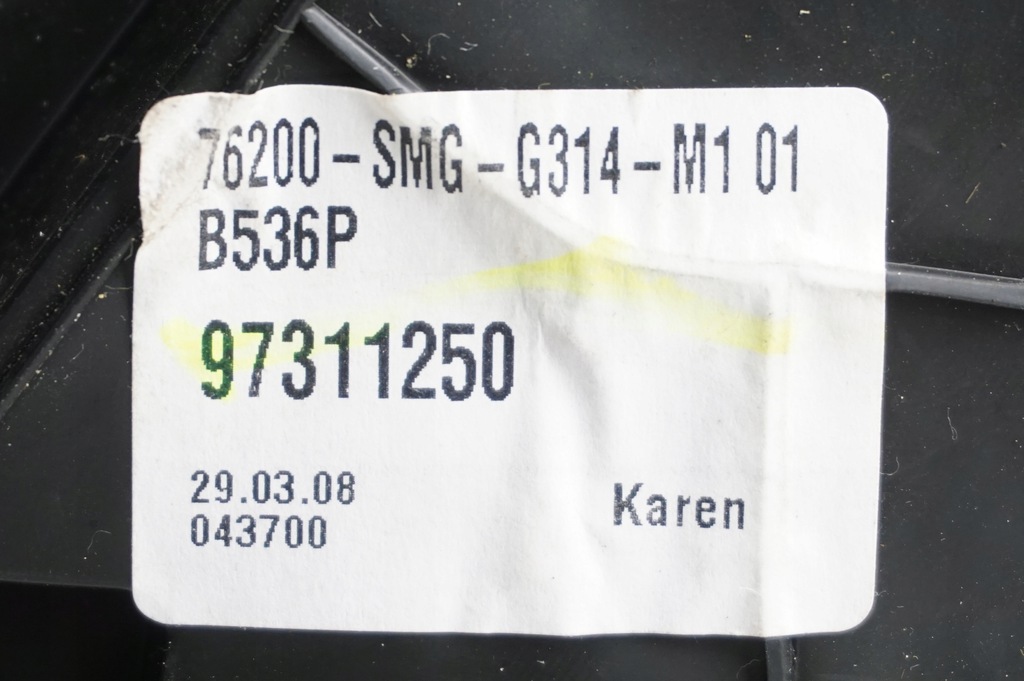 76200-SMG-G314-M1 01
B536P
97311250
29.03.08
043700
Karen